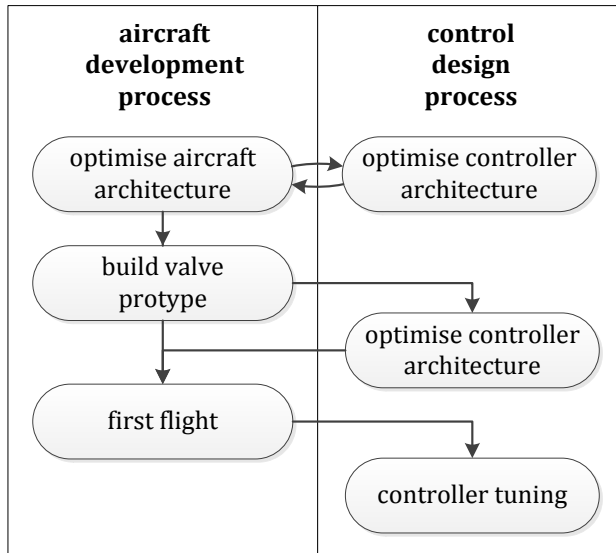 aircraft
development
process
control
design
process
optimise aircraft
architecture
optimise controller
architecture
build valve
protype
optimise controller
architecture
first flight
controller tuning